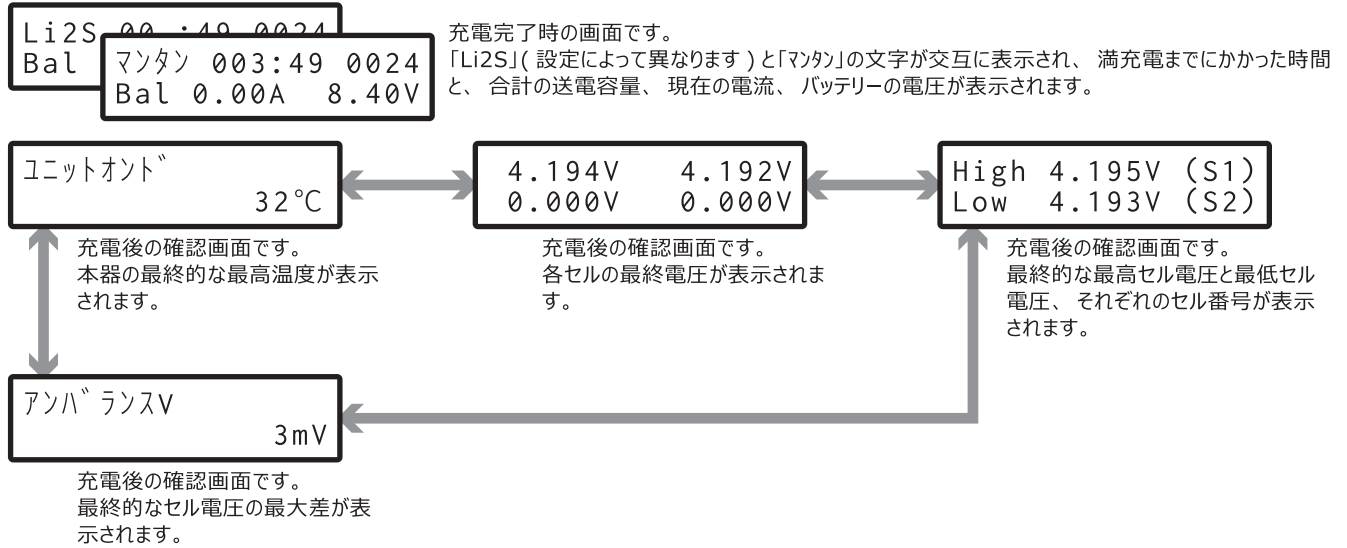 Li2S 00 :49 0024
Bal
マンタン 003:49 0024
Bal 0.00A 8.40V
充電完了時の画面です。
「Li2S」( 設定によって異なります ) と「マンタン」の文字が交互に表示され、 満充電までにかかった時間
と、 合計の送電容量、 現在の電流、 バッテリーの電圧が表示されます。
ユニットオンド
32℃
充電後の確認画面です。
本器の最終的な最高温度が表示
されます。
4.194V 4.192V
0.000V 0.000V
充電後の確認画面です。
各セルの最終電圧が表示されま
す。
High 4.195V (S1)
Low 4.193V (S2)
充電後の確認画面です。
最終的な最高セル電圧と最低セル
電圧、 それぞれのセル番号が表示
されます。
アンバランスV
3mV
充電後の確認画面です。
最終的なセル電圧の最大差が表
示されます。